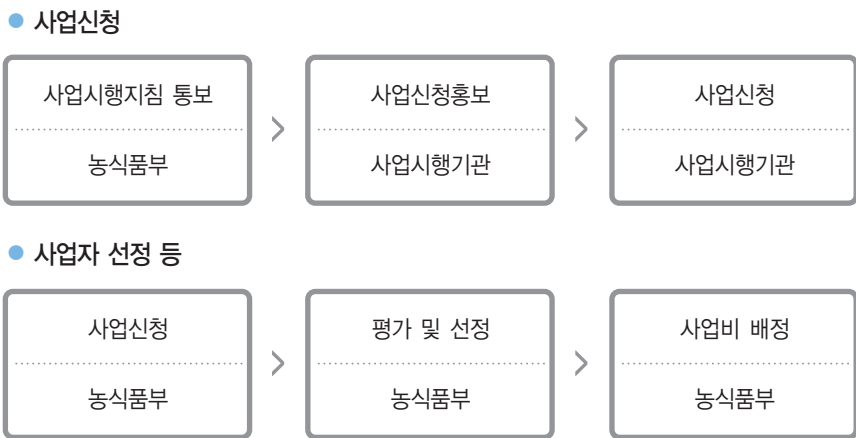 사업신청
사업시행지침 통보
농식품부
사업신청홍보
사업시행기관
사업신청
사업시행기관
사업자 선정 등
사업신청
농식품부
평가 및 선정
농식품부
사업비 배정
농식품부